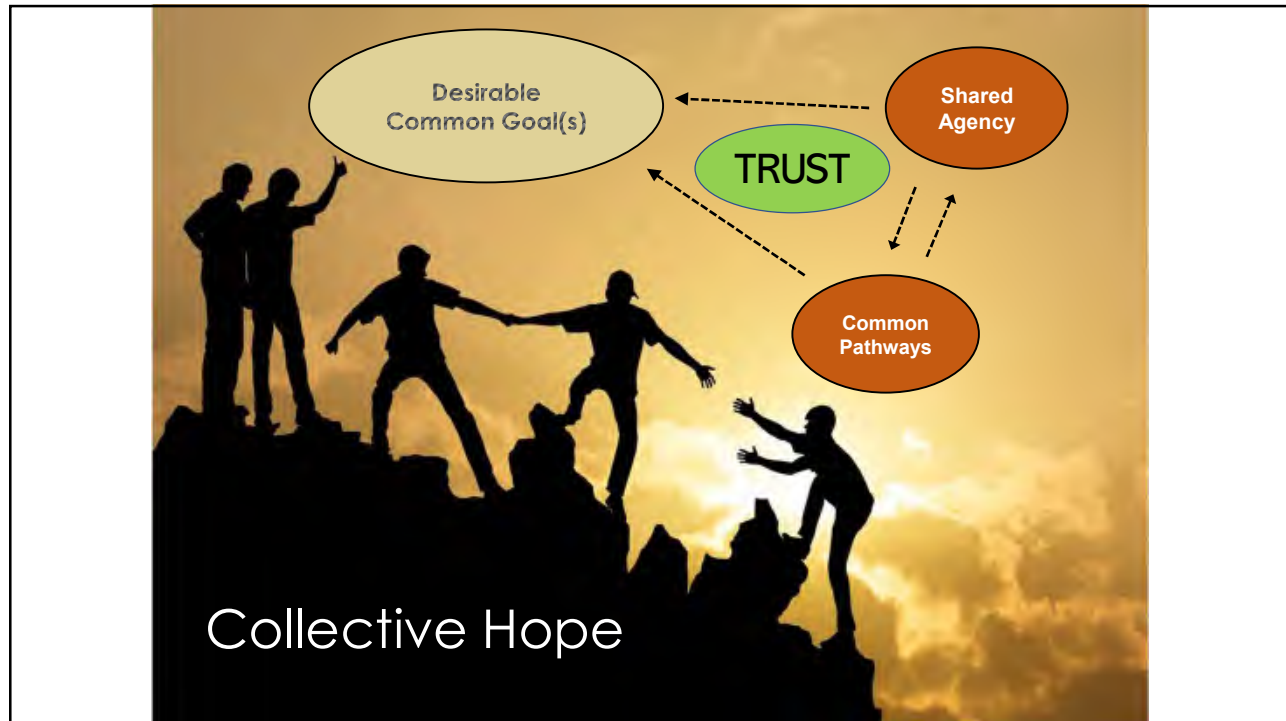 Desirable
Common Goal(s)
Shared
Agency
TRUST
Common
Pathways
Collective Hope